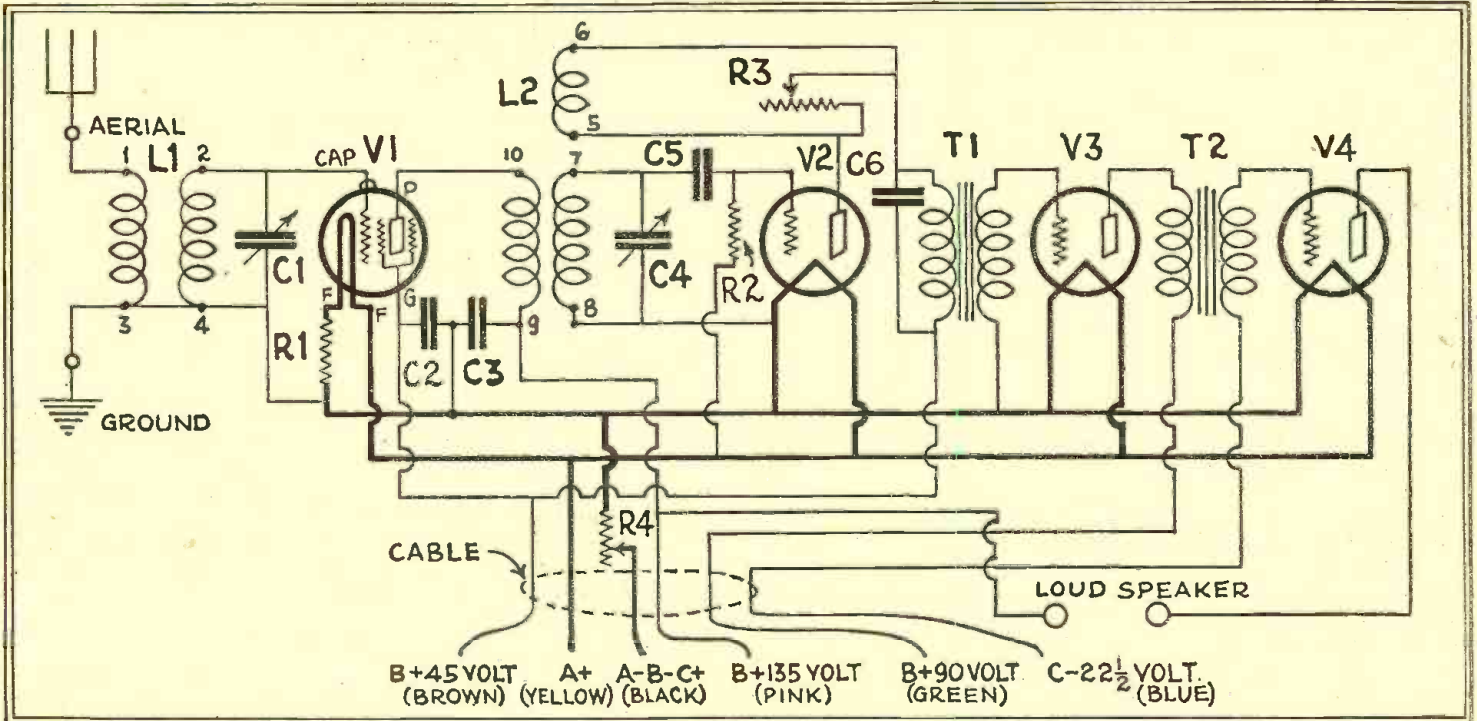 6
R3
L2
5
AERIAL
1
L1
2
CAP
V1
P
10
7
C5
V2
C6
T1
V3
T2
V4
C1
C4
R2
F
G
F
3
4
R1
C2
C3
9
8
GROUND
R4
CABLE
LOUD SPEAKER
B+45 VOLT
(BROWN)
A+
(YELLOW)
A-B-C+
(BLACK)
B+135 VOLT
(PINK)
B+90 VOLT
(GREEN)
C-22½ VOLT.
(BLUE)